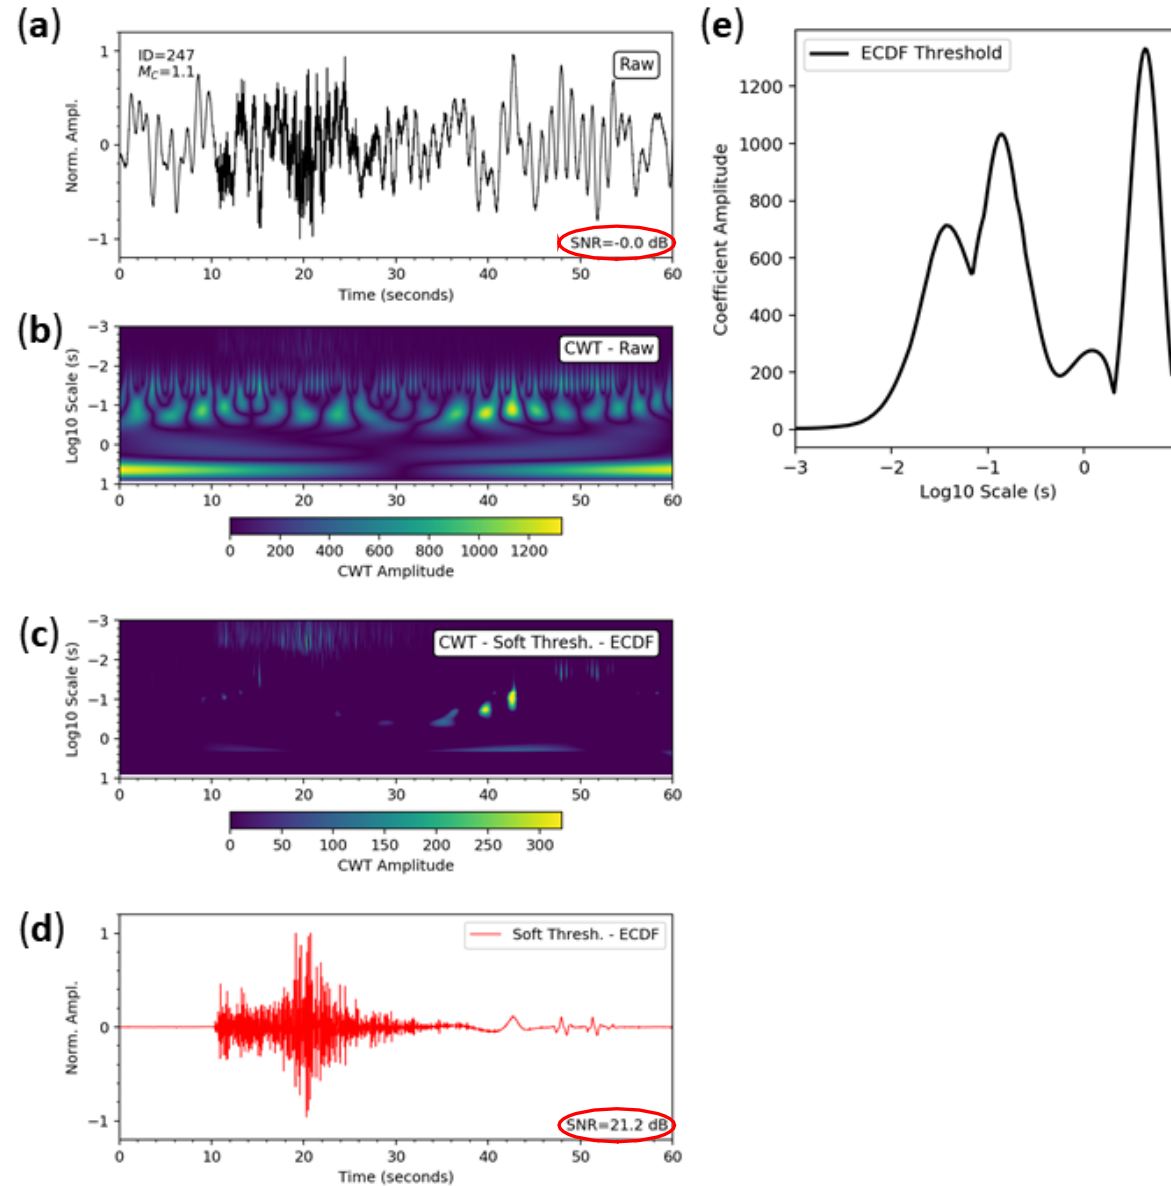 (a)
ID=247
M_C=1.1
Raw
1
0
−1
Norm. Ampl.
SNR=-0.0 dB
0 10 20 30 40 50 60
Time (seconds)
(b)
CWT - Raw
−3
−2
−1
0
1
Log10 Scale (s)
0 10 20 30 40 50 60
0 200 400 600 800 1000 1200
CWT Amplitude
(c)
CWT - Soft Thresh. - ECDF
−3
−2
−1
0
1
Log10 Scale (s)
0 10 20 30 40 50 60
0 50 100 150 200 250 300
CWT Amplitude
(d)
Soft Thresh. - ECDF
1
0
−1
Norm. Ampl.
SNR=21.2 dB
0 10 20 30 40 50 60
Time (seconds)
(e)
ECDF Threshold
1200
1000
800
600
400
200
0
Coefficient Amplitude
−3 −2 −1 0
Log10 Scale (s)